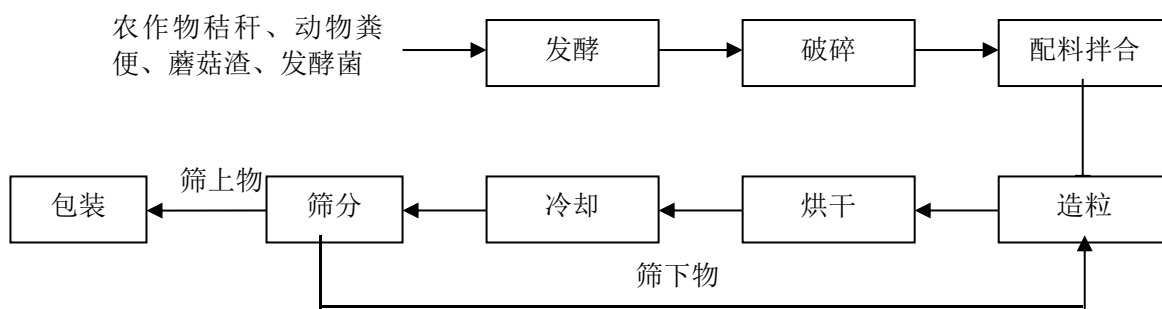 农作物秸秆、动物粪
便、蘑菇渣、发酵菌
发酵
破碎
配料拌合
筛上物
包装
筛分
冷却
烘干
造粒
筛下物